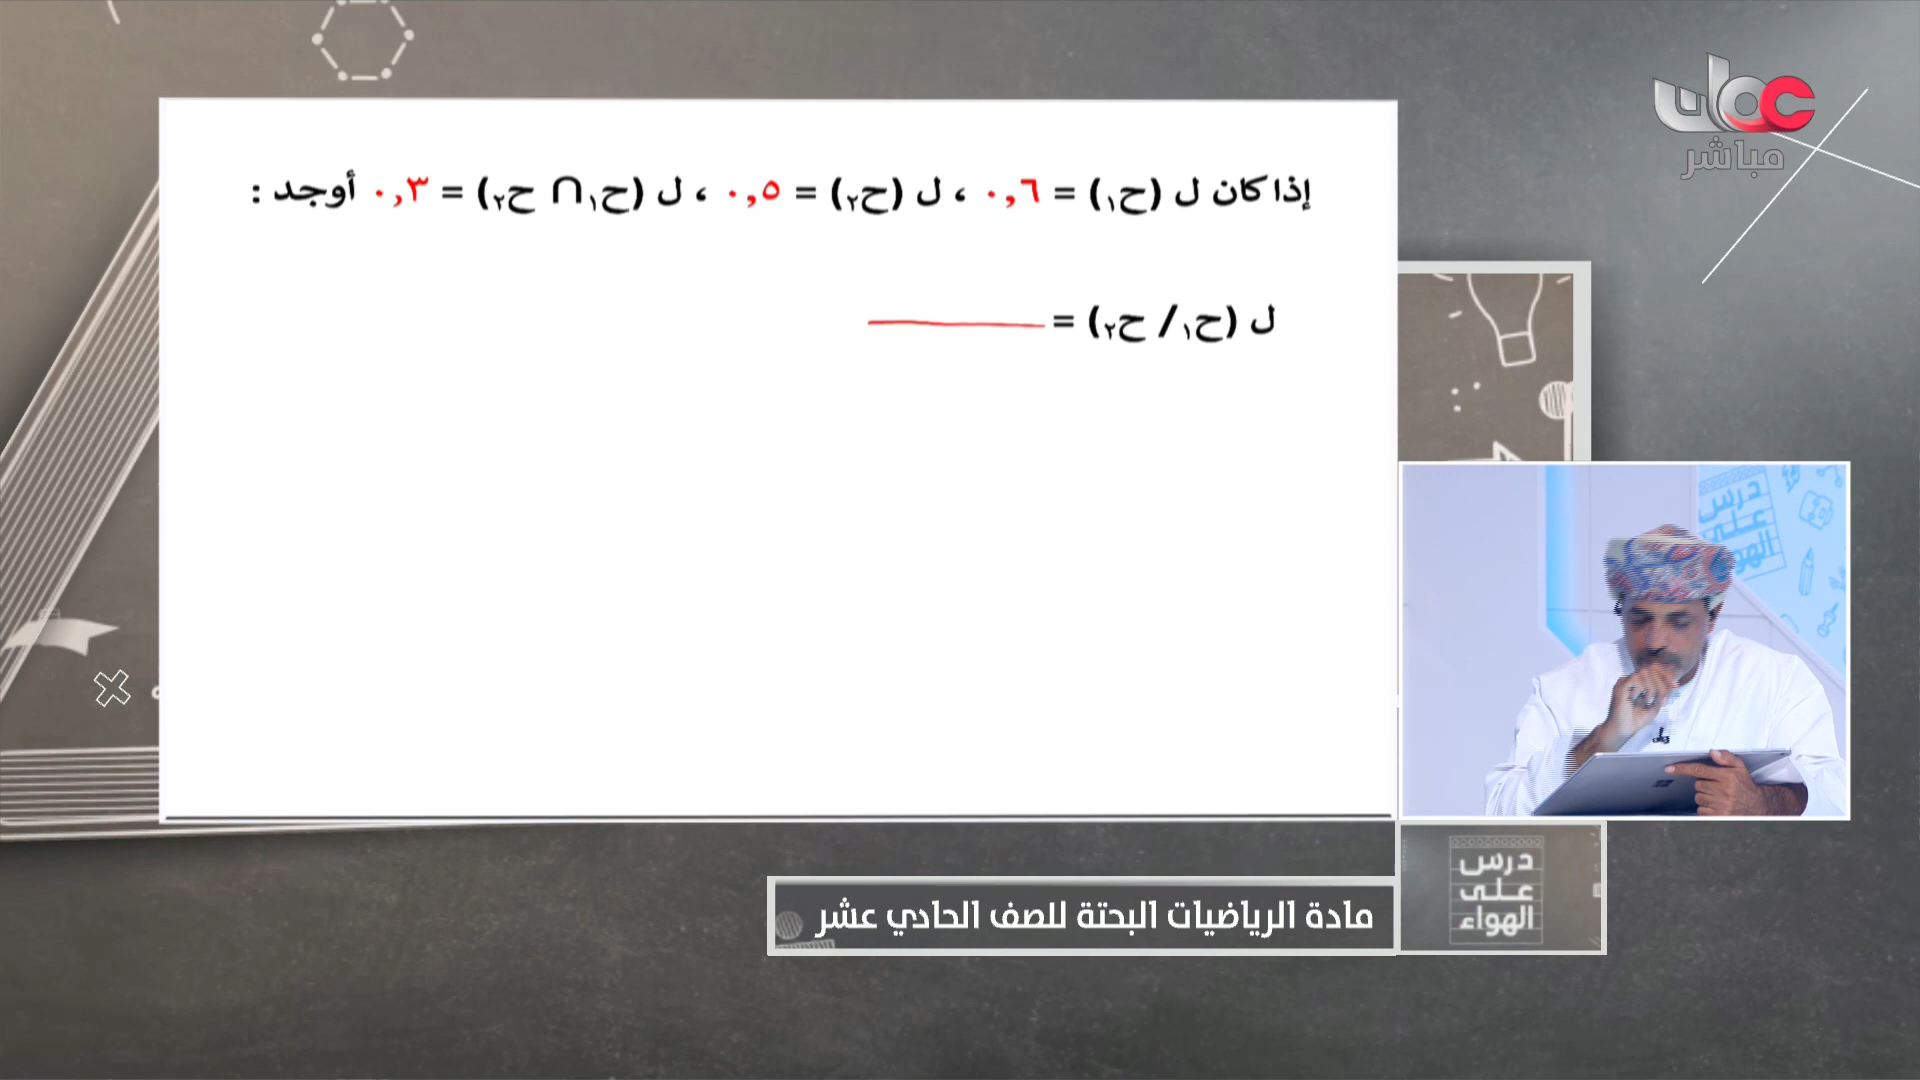 عمان
مباشر
إذا كان ل (ح١) = ٠,٦ ، ل (ح٢) = ٠,٥ ، ل (ح١ ∩ ح٢) = ٠,٣ أوجد :
ل (ح١/ ح٢) =
درس
على
الهواء
مادة الرياضيات البحتة للصف الحادي عشر
درس
على
الهواء